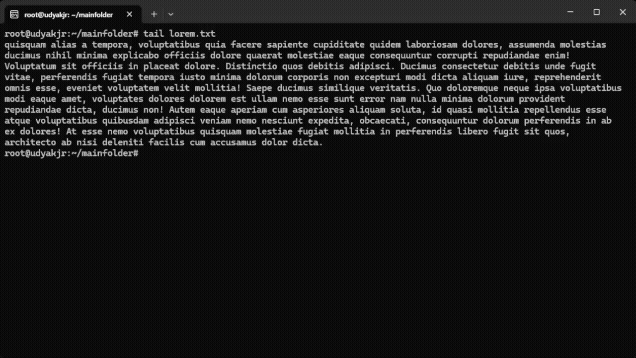 root@udyakjr: ~/mainfolder
root@udyakjr:~/mainfolder# tail lorem.txt
quisquam alias a tempora, voluptatibus quia facere sapiente cupiditate quidem laboriosam dolores, assumenda molestias
ducimus nihil minima explicabo officiis dolore quaerat molestiae eaque consequuntur corrupti repudiandae enim!
Voluptatum sit officiis in placeat dolore. Distinctio quos debitis adipisci. Ducimus consectetur debitis unde fugit
vitae, perferendis fugiat tempora iusto minima dolorum corporis non excepturi modi dicta aliquam iure, reprehenderit
omnis esse, eveniet voluptatem velit mollitia! Saepe ducimus similique veritatis. Quo doloremque neque ipsa voluptatibus
modi eaque amet, voluptates dolores dolorem est ullam nemo esse sunt error nam nulla minima dolorum provident
repudiandae dicta, ducimus non! Autem eaque aperiam cum asperiores aliquam soluta, id quasi mollitia repellendus esse
atque voluptatibus quibusdam adipisci veniam nemo nesciunt expedita, obcaecati, consequuntur dolorum perferendis in ab
ex dolores! At esse nemo voluptatibus quisquam molestiae fugiat mollitia in perferendis libero fugit sit quos,
architecto ab nisi deleniti facilis cum accusamus dolor dicta.
root@udyakjr:~/mainfolder#